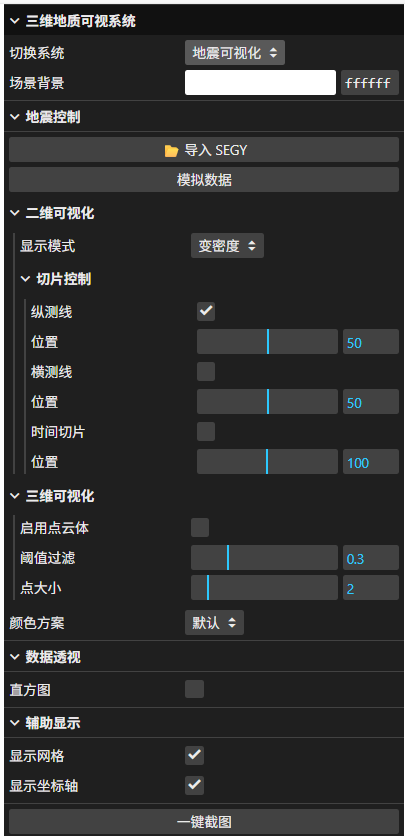 三维地质可视系统
切换系统 地震可视化
场景背景 ffffff
地震控制
导入 SEGY
模拟数据
二维可视化
显示模式 变密度
切片控制
纵测线
位置 50
横测线
位置 50
时间切片
位置 100
三维可视化
启用点云体
阈值过滤 0.3
点大小 2
颜色方案 默认
数据透视
直方图
辅助显示
显示网格
显示坐标轴
一键截图